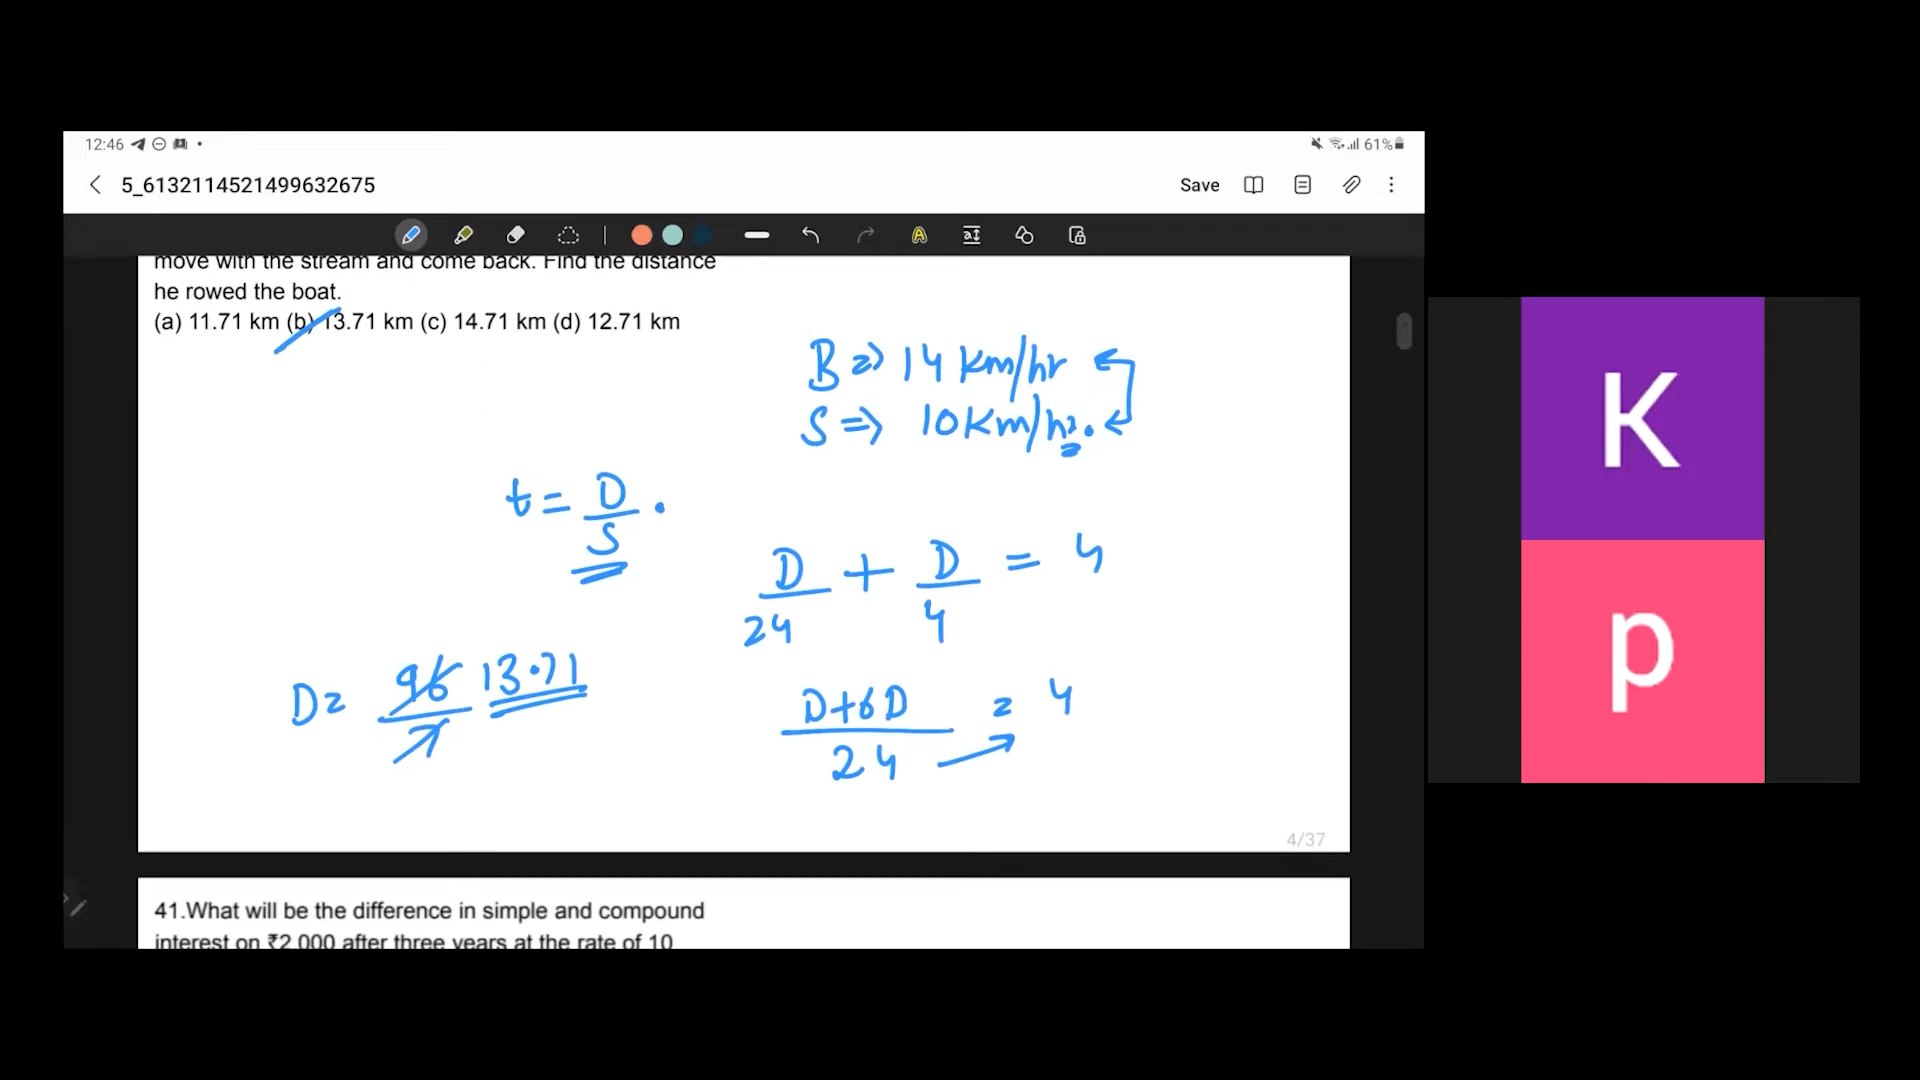 12:46
61%
5_6132114521499632675
Save
move with the stream and come back. Find the distance
he rowed the boat.
(a) 11.71 km (b) 13.71 km (c) 14.71 km (d) 12.71 km
B => 14 km/hr
S => 10 Km/hr.
t = D/S
D/24 + D/4 = 4
D = 96/7 13.71
D+6D/24 = 4
4/37
41.What will be the difference in simple and compound
interest on ₹2,000 after three years at the rate of 10
K
p